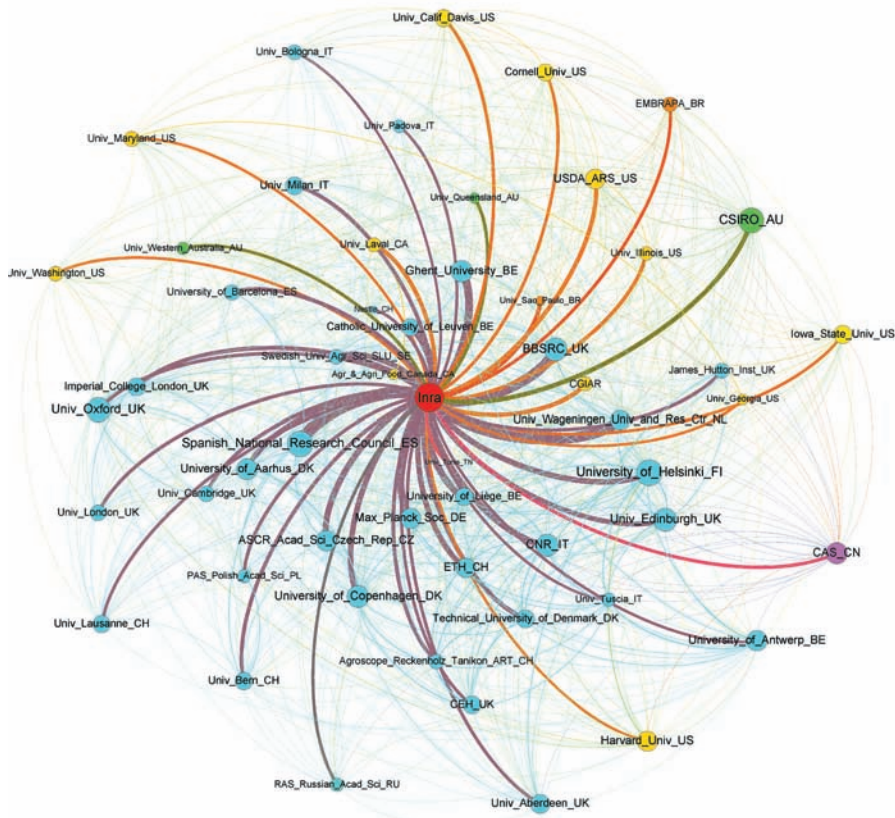 Univ_Calif_Davis_US
Univ_Bologna_IT
Cornell_Univ_US
EMBRAPA_BR
Univ_Padova_IT
Univ_Maryland_US
USDA_ARS_US
Univ_Milan_IT
Univ_Queensland_AU
CSIRO_AU
Univ_Western_Australia_AU
Univ_Laval_CA
Univ_Illinois_US
Univ_Washington_US
Ghent_University_BE
University_of_Barcelona_ES
Univ_Sao_Paulo_BR
Nestle_CH
Catholic_University_of_Leuven_BE
Iowa_State_Univ_US
BBSRC_UK
Swedish_Univ_Agr_Sci_SLU_SE
James_Hutton_Inst_UK
Agr_&_Agri_Food_Canada_CA
Imperial_College_London_UK
CGIAR
Inra
Univ_Georgia_US
Univ_Oxford_UK
Univ_Wageningen_Univ_and_Res_Ctr_NL
Spanish_National_Research_Council_ES
University_of_Aarhus_DK
University_of_Helsinki_FI
Univ_Cambridge_UK
University_of_Liège_BE
Univ_London_UK
Max_Planck_Soc_DE
Univ_Edinburgh_UK
ASCR_Acad_Sci_Czech_Rep_CZ
CNR_IT
CAS_CN
ETH_CH
PAS_Polish_Acad_Sci_PL
University_of_Copenhagen_DK
Univ_Tuscia_IT
Technical_University_of_Denmark_DK
Univ_Lausanne_CH
University_of_Antwerp_BE
Agroscope_Reckenholz_Tanikon_ART_CH
Univ_Bern_CH
CEH_UK
Harvard_Univ_US
RAS_Russian_Acad_Sci_RU
Univ_Aberdeen_UK